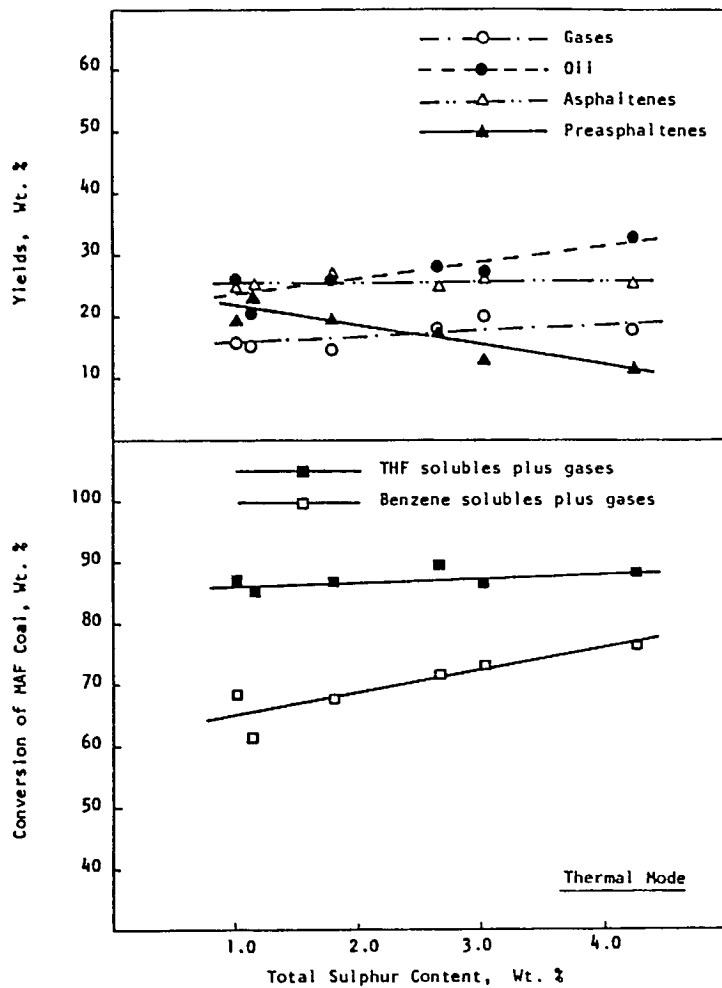 Gases
Oil
Asphaltenes
Preasphaltenes
Yields, Wt. %
60
50
40
30
20
10
THF solubles plus gases
Benzene solubles plus gases
Conversion of MAF Coal, Wt. %
100
90
80
70
60
50
40
Thermal Mode
1.0 2.0 3.0 4.0
Total Sulphur Content, Wt. %